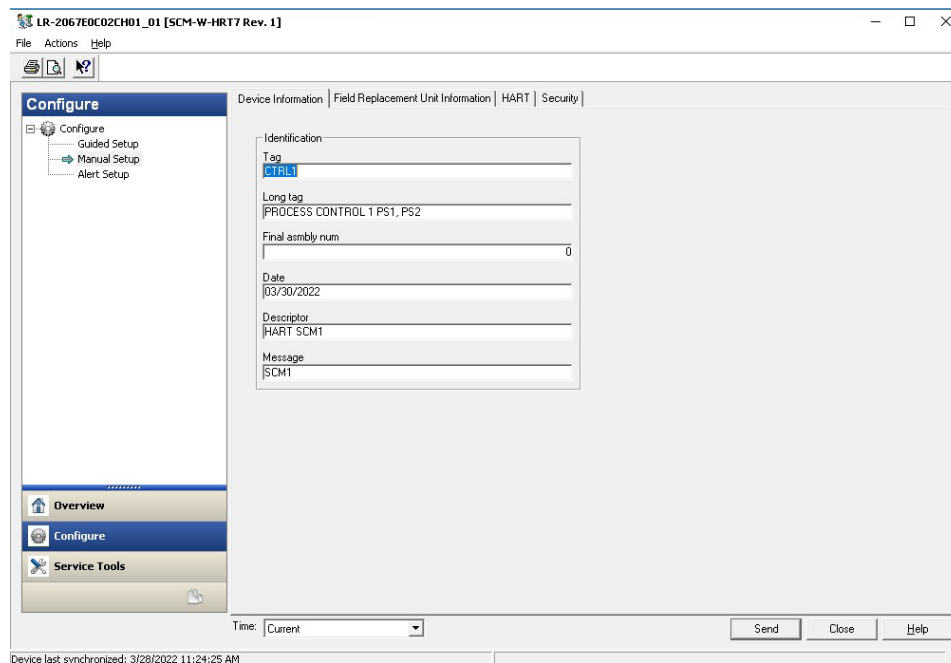 LR-2067E0C02CH01_01 [SCM-W-HRT7 Rev. 1]
File Actions Help
Configure
Configure
Guided Setup
Manual Setup
Alert Setup
Overview
Configure
Service Tools
Device Information Field Replacement Unit Information HART Security
Identification
Tag
CTRL1
Long tag
PROCESS CONTROL 1 PS1, PS2
Final asmbly num
0
Date
03/30/2022
Descriptor
HART SCM1
Message
SCM1
Time: Current Send Close Help
Device last synchronized: 3/28/2022 11:24:25 AM